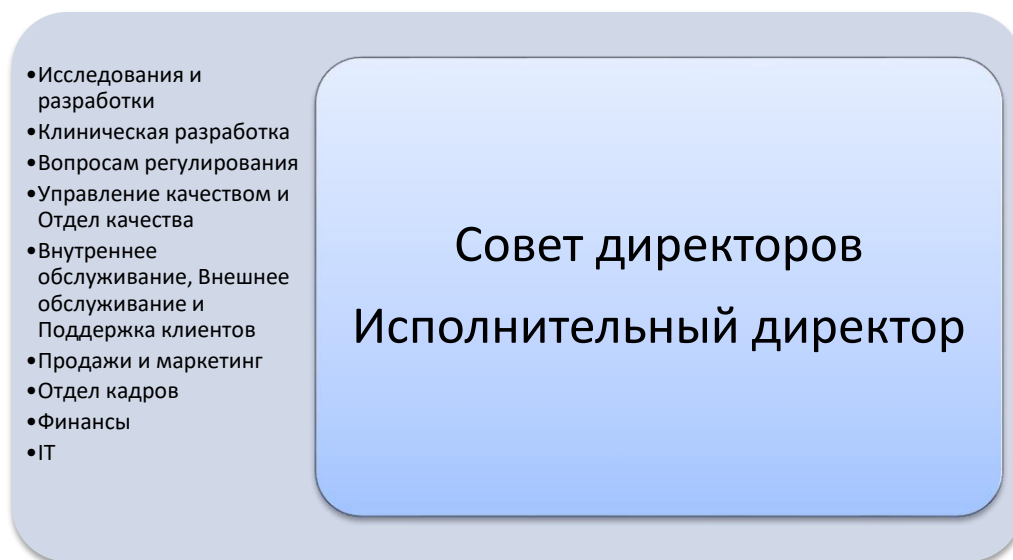 •Исследования и
разработки
•Клиническая разработка
•Вопросам регулирования
•Управление качеством и
Отдел качества
•Внутреннее
обслуживание, Внешнее
обслуживание и
Поддержка клиентов
•Продажи и маркетинг
•Отдел кадров
•Финансы
•IT
Совет директоров
Исполнительный директор